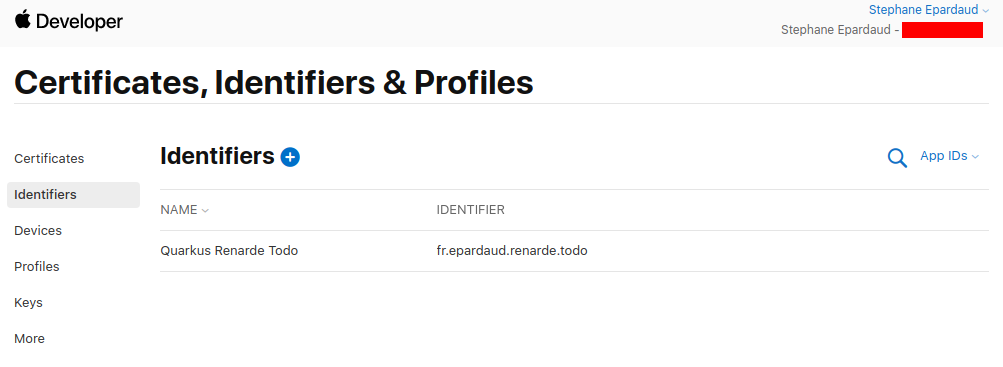 Developer
Stephane Epardaud
Stephane Epardaud -
Certificates, Identifiers & Profiles
Certificates
Identifiers
Devices
Profiles
Keys
More
Identifiers
App IDs
NAME IDENTIFIER
Quarkus Renarde Todo fr.epardaud.renarde.todo